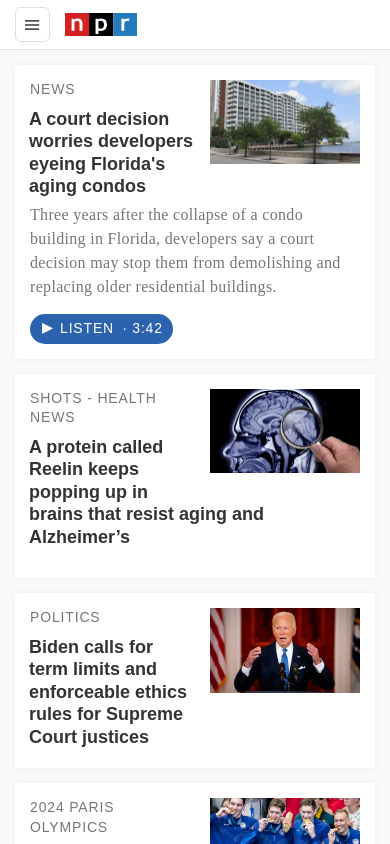 npr
NEWS
A court decision
worries developers
eyeing Florida's
aging condos
Three years after the collapse of a condo
building in Florida, developers say a court
decision may stop them from demolishing and
replacing older residential buildings.
LISTEN · 3:42
SHOTS - HEALTH
NEWS
A protein called
Reelin keeps
popping up in
brains that resist aging and
Alzheimer’s
POLITICS
Biden calls for
term limits and
enforceable ethics
rules for Supreme
Court justices
2024 PARIS
OLYMPICS